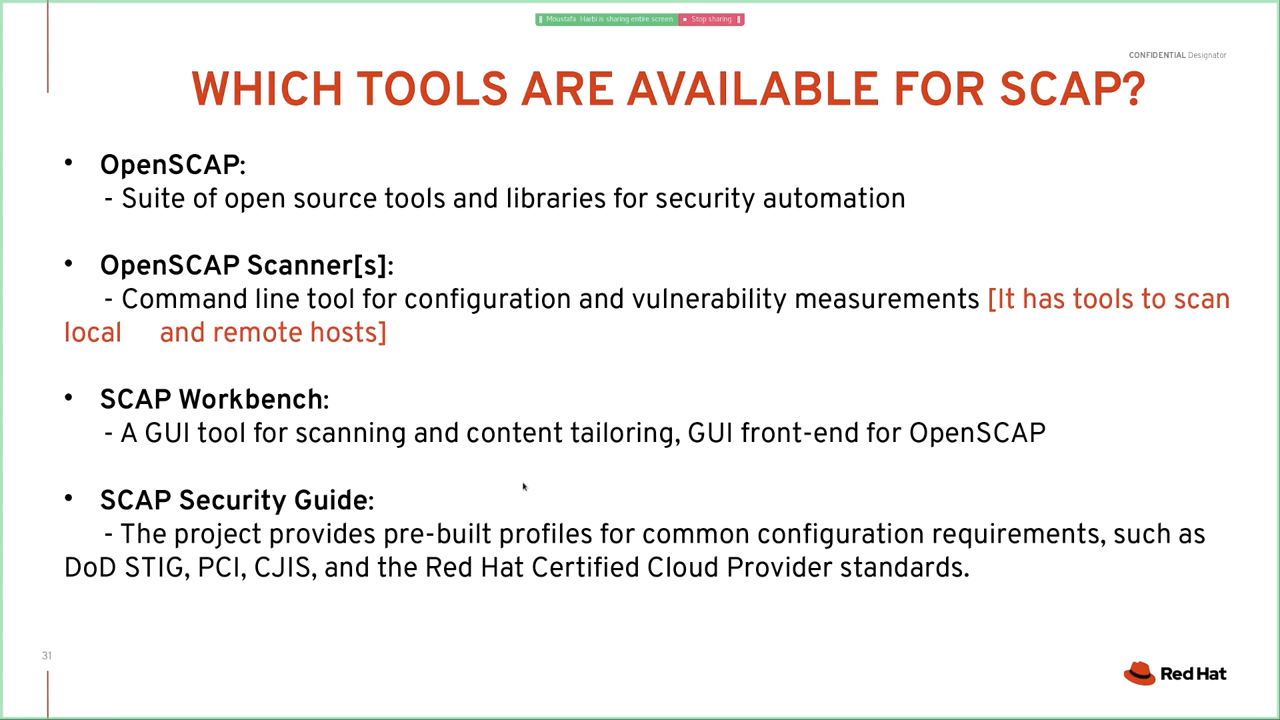 Moustafa Harbi is sharing entire screen
Stop sharing
CONFIDENTIAL Designator
WHICH TOOLS ARE AVAILABLE FOR SCAP?
• OpenSCAP:
- Suite of open source tools and libraries for security automation
• OpenSCAP Scanner[s]:
- Command line tool for configuration and vulnerability measurements [It has tools to scan
local and remote hosts]
• SCAP Workbench:
- A GUI tool for scanning and content tailoring, GUI front-end for OpenSCAP
• SCAP Security Guide:
- The project provides pre-built profiles for common configuration requirements, such as
DoD STIG, PCI, CJIS, and the Red Hat Certified Cloud Provider standards.
31
Red Hat